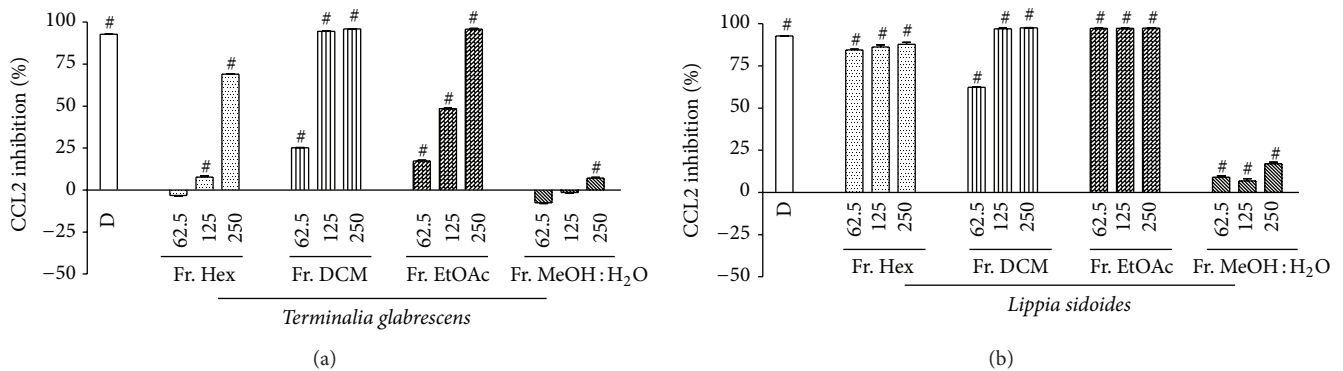 CCL2 inhibition (%)
100
75
50
25
0
−25
−50
# # # # # # # # # # #
D 62.5 125 250 62.5 125 250 62.5 125 250 62.5 125 250
Fr. Hex Fr. DCM Fr. EtOAc Fr. MeOH : H₂O
Terminalia glabrescens
(a)
CCL2 inhibition (%)
100
75
50
25
0
−25
−50
# # # # # # # # # # # # #
D 62.5 125 250 62.5 125 250 62.5 125 250 62.5 125 250
Fr. Hex Fr. DCM Fr. EtOAc Fr. MeOH : H₂O
Lippia sidoides
(b)